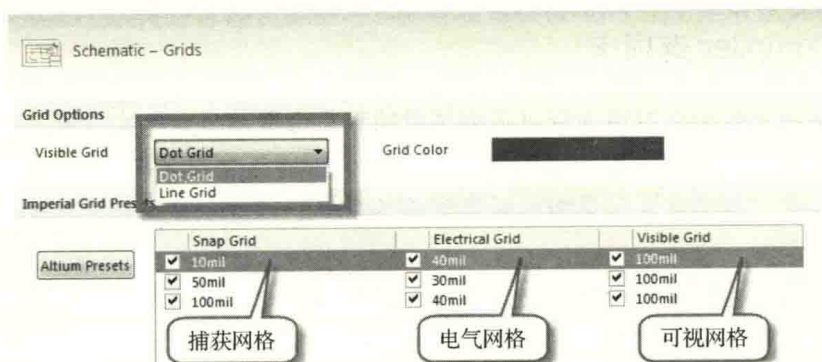 Schematic – Grids
Grid Options
Visible Grid
Dot Grid
Grid Color
Dot Grid
Line Grid
Imperial Grid Presets
Altium Presets
Snap Grid Electrical Grid Visible Grid
10mil 40mil 100mil
50mil 30mil 100mil
100mil 40mil 100mil
捕获网格 电气网格 可视网格